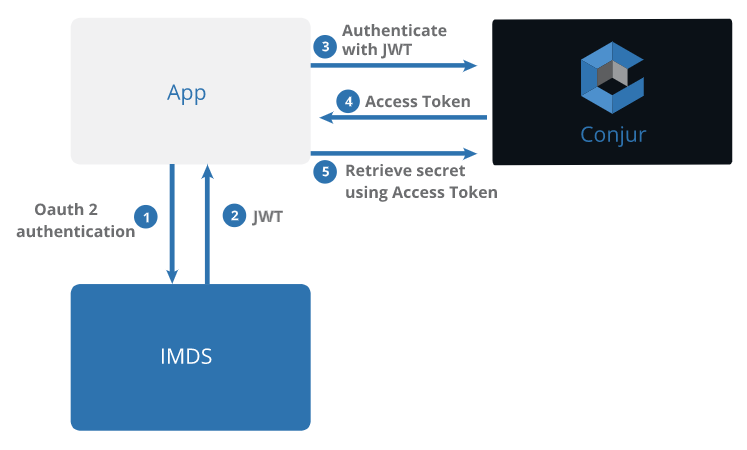 App
3
Authenticate
with JWT
4 Access Token
5 Retrieve secret
using Access Token
Conjur
Oauth 2
authentication
1
2 JWT
IMDS